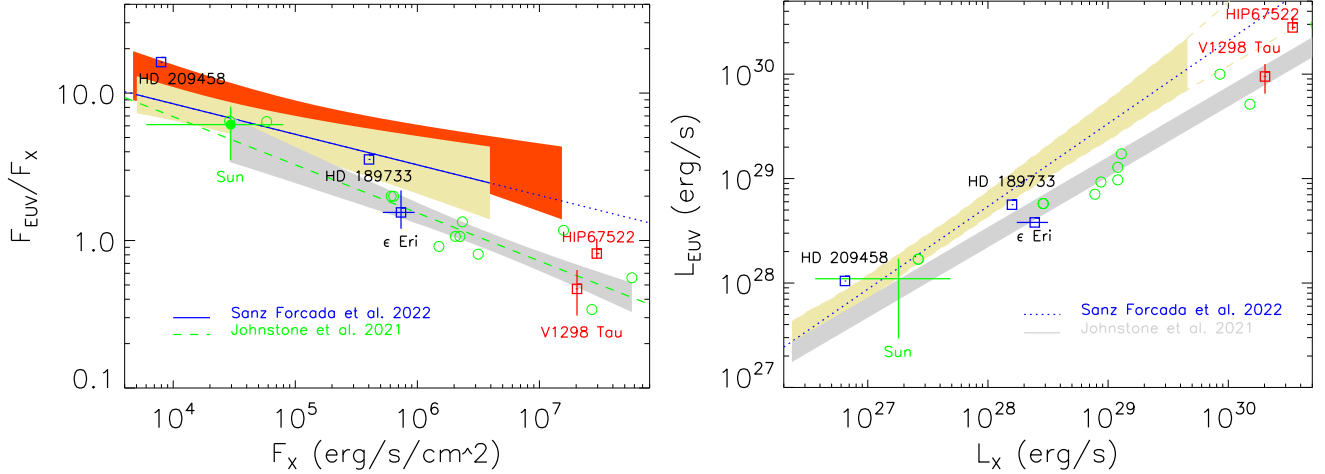 F_EUV/F_X
10.0
1.0
0.1
HD 209458
Sun
HD 189733
ϵ Eri
HIP67522
V1298 Tau
Sanz Forcada et al. 2022
Johnstone et al. 2021
10^4
10^5
10^6
10^7
F_X (erg/s/cm^2)
L_EUV (erg/s)
10^30
10^29
10^28
10^27
HIP67522
V1298 Tau
HD 189733
ϵ Eri
HD 209458
Sun
Sanz Forcada et al. 2022
Johnstone et al. 2021
10^27
10^28
10^29
10^30
L_X (erg/s)